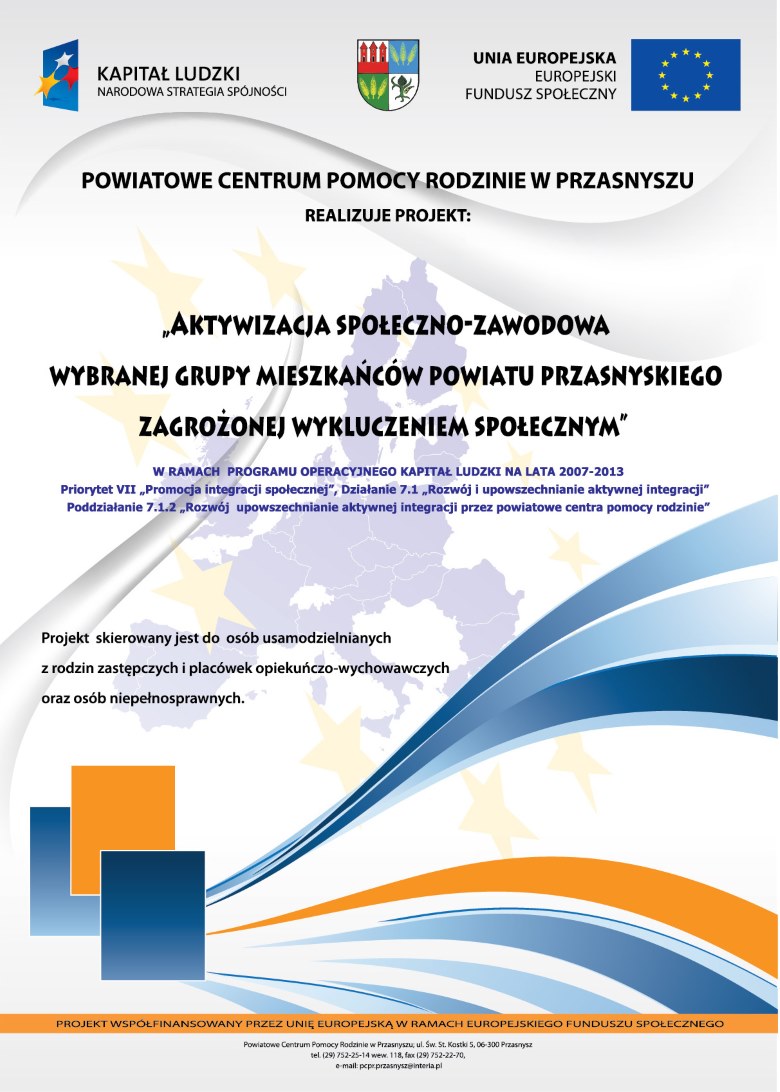 KAPITAŁ LUDZKI
NARODOWA STRATEGIA SPÓJNOŚCI
UNIA EUROPEJSKA
EUROPEJSKI
FUNDUSZ SPOŁECZNY
POWIATOWE CENTRUM POMOCY RODZINIE W PRZASNYSZU
REALIZUJE PROJEKT:
„AKTYWIZACJA SPOŁECZNO-ZAWODOWA
WYBRANEJ GRUPY MIESZKAŃCÓW POWIATU PRZASNYSKIEGO
ZAGROŻONEJ WYKLUCZENIEM SPOŁECZNYM”
W RAMACH PROGRAMU OPERACYJNEGO KAPITAŁ LUDZKI NA LATA 2007-2013
Priorytet VII „Promocja integracji społecznej”, Działanie 7.1 „Rozwój i upowszechnianie aktywnej integracji”
Poddziałanie 7.1.2 „Rozwój upowszechnianie aktywnej integracji przez powiatowe centra pomocy rodzinie”
Projekt skierowany jest do osób usamodzielnianych
z rodzin zastępczych i placówek opiekuńczo-wychowawczych
oraz osób niepełnosprawnych.
PROJEKT WSPÓŁFINANSOWANY PRZEZ UNIĘ EUROPEJSKĄ W RAMACH EUROPEJSKIEGO FUNDUSZU SPOŁECZNEGO
Powiatowe Centrum Pomocy Rodzinie w Przasnyszu; ul. Św. St. Kostki 5, 06-300 Przasnysz
tel. (29) 752-25-14 wew. 118, fax (29) 752-22-70,
e-mail: pcpr.przasnysz@interia.pl